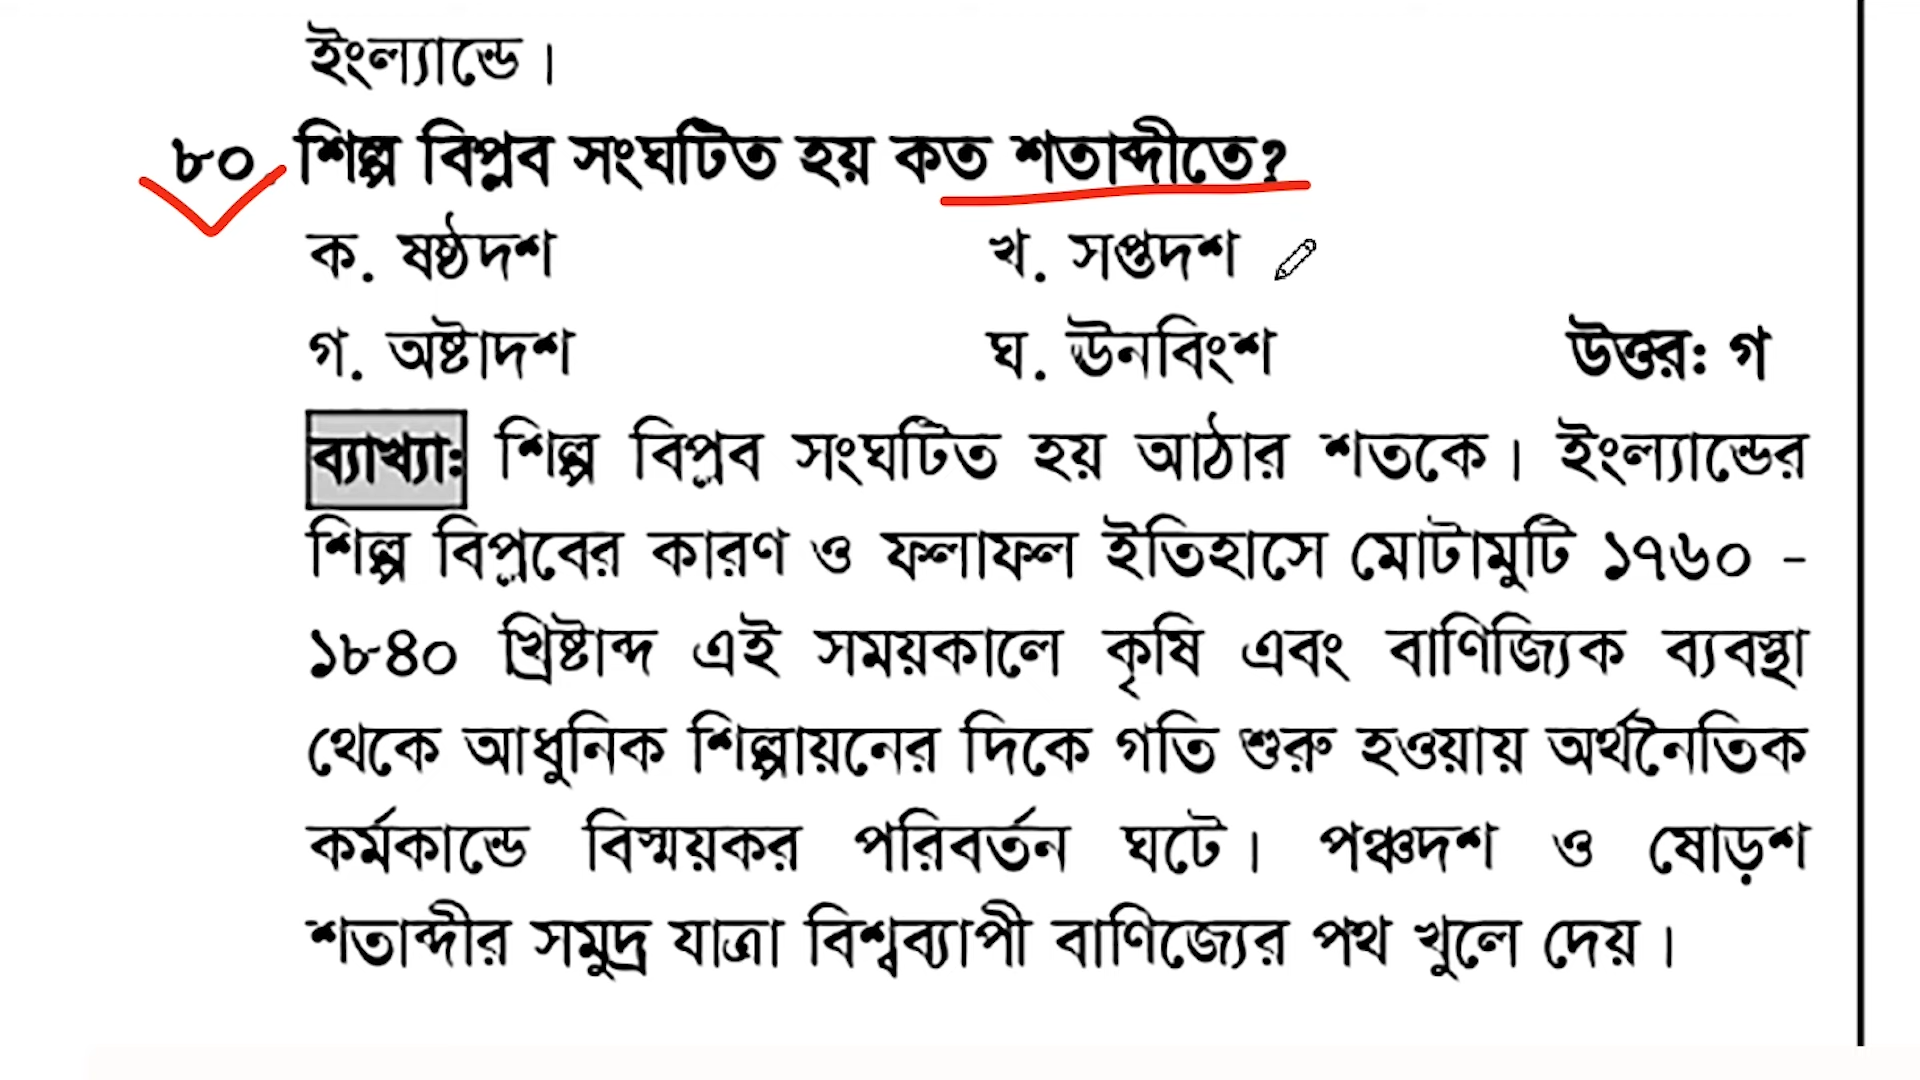 ইংল্যান্ডে।
৮০. শিল্প বিপ্লব সংঘটিত হয় কত শতাব্দীতে?
ক. ষষ্ঠদশ খ. সপ্তদশ
গ. অষ্টাদশ ঘ. ঊনবিংশ উত্তর: গ
ব্যাখ্যা: শিল্প বিপ্লব সংঘটিত হয় আঠার শতকে। ইংল্যান্ডের
শিল্প বিপ্লবের কারণ ও ফলাফল ইতিহাসে মোটামুটি ১৭৬০ -
১৮৪০ খ্রিষ্টাব্দ এই সময়কালে কৃষি এবং বাণিজ্যিক ব্যবস্থা
থেকে আধুনিক শিল্পায়নের দিকে গতি শুরু হওয়ায় অর্থনৈতিক
কর্মকান্ডে বিস্ময়কর পরিবর্তন ঘটে। পঞ্চদশ ও ষোড়শ
শতাব্দীর সমুদ্র যাত্রা বিশ্বব্যাপী বাণিজ্যের পথ খুলে দেয়।